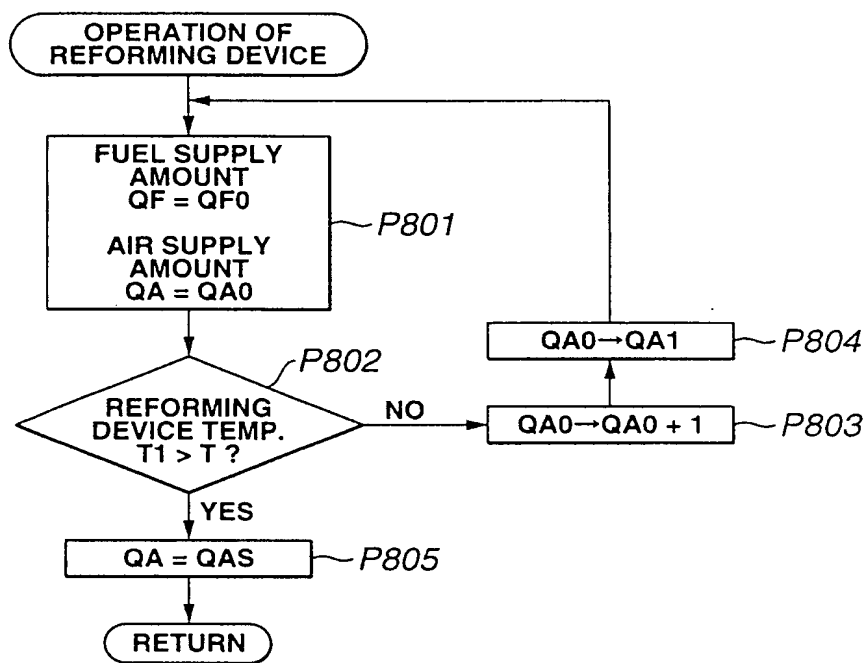 OPERATION OF
REFORMING DEVICE
FUEL SUPPLY
AMOUNT
QF = QF0
AIR SUPPLY
AMOUNT
QA = QA0
P801
P802
REFORMING
DEVICE TEMP.
T1 > T ?
NO
YES
QA0→QA1
P804
QA0→QA0 + 1
P803
QA = QAS
P805
RETURN